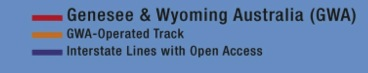 Genesee & Wyoming Australia (GWA)
GWA-Operated Track
Interstate Lines with Open Access